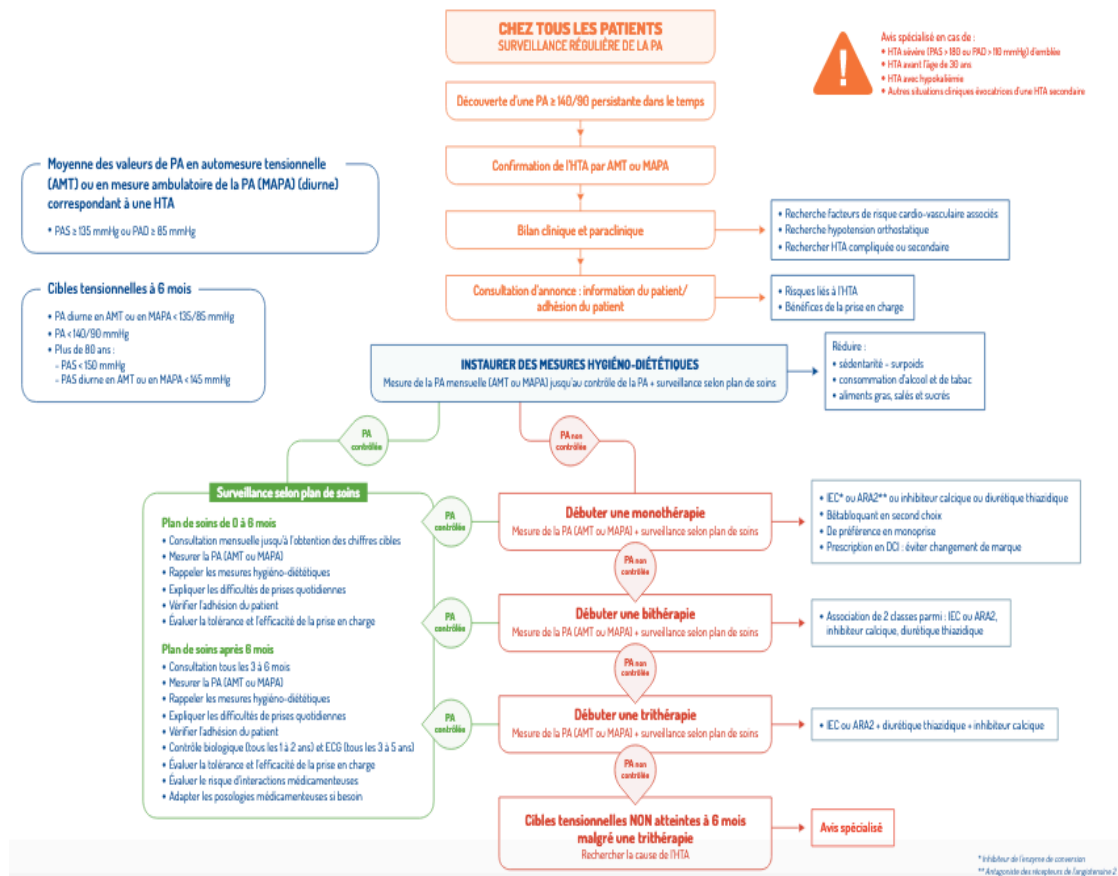 CHEZ TOUS LES PATIENTS
SURVEILLANCE RÉGULIÈRE DE LA PA
Avis spécialisé en cas de :
• HTA sévère (PAS > 180 ou PAD > 110 mmHg) d'emblée
• HTA avant l'âge de 30 ans
• HTA avec hypokaliémie
• Autres situations cliniques évocatrices d'une HTA secondaire
Découverte d'une PA ≥ 140/90 persistante dans le temps
Confirmation de l'HTA par AMT ou MAPA
Moyenne des valeurs de PA en automesure tensionnelle
(AMT) ou en mesure ambulatoire de la PA (MAPA) (diurne)
correspondant à une HTA
• PAS ≥ 135 mmHg ou PAD ≥ 85 mmHg
Bilan clinique et paraclinique
• Recherche facteurs de risque cardio-vasculaire associés
• Recherche hypotension orthostatique
• Rechercher HTA compliquée ou secondaire
Consultation d'annonce : information du patient/
adhésion du patient
• Risques liés à l'HTA
• Bénéfices de la prise en charge
Cibles tensionnelles à 6 mois
• PA diurne en AMT ou en MAPA < 135/85 mmHg
• PA < 140/90 mmHg
• Plus de 80 ans :
- PAS < 150 mmHg
- PAS diurne en AMT ou en MAPA < 145 mmHg
INSTAURER DES MESURES HYGIÉNO-DIÉTÉTIQUES
Mesure de la PA mensuelle (AMT ou MAPA) jusqu'au contrôle de la PA + surveillance selon plan de soins
Réduire :
• sédentarité - surpoids
• consommation d'alcool et de tabac
• aliments gras, salés et sucrés
PA
contrôlée
PA non
contrôlée
Surveillance selon plan de soins
Plan de soins de 0 à 6 mois
• Consultation mensuelle jusqu'à l'obtention des chiffres cibles
• Mesurer la PA (AMT ou MAPA)
• Rappeler les mesures hygiéno-diététiques
• Expliquer les difficultés de prises quotidiennes
• Vérifier l'adhésion du patient
• Évaluer la tolérance et l'efficacité de la prise en charge
Plan de soins après 6 mois
• Consultation tous les 3 à 6 mois
• Mesurer la PA (AMT ou MAPA)
• Rappeler les mesures hygiéno-diététiques
• Expliquer les difficultés de prises quotidiennes
• Vérifier l'adhésion du patient
• Contrôle biologique (tous les 1 à 2 ans) et ECG (tous les 3 à 5 ans)
• Évaluer la tolérance et l'efficacité de la prise en charge
• Évaluer le risque d'interactions médicamenteuses
• Adapter les posologies médicamenteuses si besoin
PA
contrôlée
Débuter une monothérapie
Mesure de la PA (AMT ou MAPA) + surveillance selon plan de soins
• IEC* ou ARA2** ou inhibiteur calcique ou diurétique thiazidique
• Bêtabloquant en second choix
• De préférence en monoprise
• Prescription en DCI : éviter changement de marque
PA non
contrôlée
PA
contrôlée
Débuter une bithérapie
Mesure de la PA (AMT ou MAPA) + surveillance selon plan de soins
• Association de 2 classes parmi : IEC ou ARA2,
inhibiteur calcique, diurétique thiazidique
PA non
contrôlée
PA
contrôlée
Débuter une trithérapie
Mesure de la PA (AMT ou MAPA) + surveillance selon plan de soins
• IEC ou ARA2 + diurétique thiazidique + inhibiteur calcique
PA non
contrôlée
Cibles tensionnelles NON atteintes à 6 mois
malgré une trithérapie
Rechercher la cause de l'HTA
Avis spécialisé
* Inhibiteur de l'enzyme de conversion
** Antagoniste des récepteurs de l'angiotensine 2